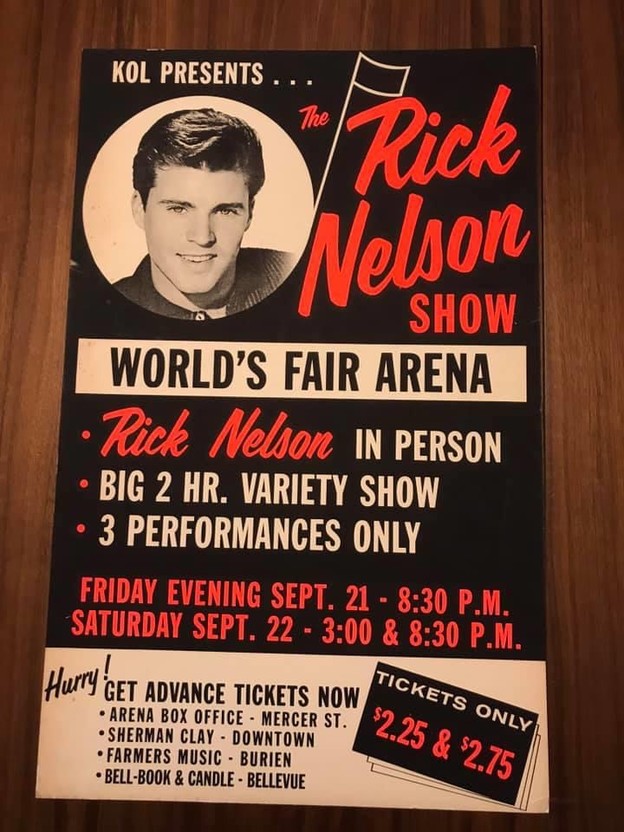 KOL PRESENTS . . .
The
Rick
Nelson
SHOW
WORLD'S FAIR ARENA
• Rick Nelson IN PERSON
• BIG 2 HR. VARIETY SHOW
• 3 PERFORMANCES ONLY
FRIDAY EVENING SEPT. 21 - 8:30 P.M.
SATURDAY SEPT. 22 - 3:00 & 8:30 P.M.
Hurry! GET ADVANCE TICKETS NOW
• ARENA BOX OFFICE - MERCER ST.
• SHERMAN CLAY - DOWNTOWN
• FARMERS MUSIC - BURIEN
• BELL-BOOK & CANDLE - BELLEVUE
TICKETS ONLY
$2.25 & $2.75